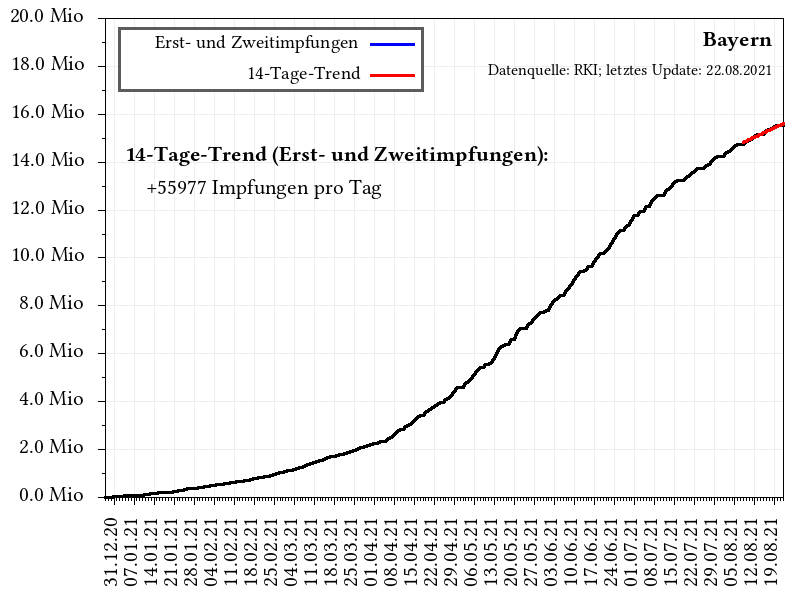 20.0 Mio
18.0 Mio
16.0 Mio
14.0 Mio
12.0 Mio
10.0 Mio
8.0 Mio
6.0 Mio
4.0 Mio
2.0 Mio
0.0 Mio
Erst- und Zweitimpfungen
14-Tage-Trend
Bayern
Datenquelle: RKI; letztes Update: 22.08.2021
14-Tage-Trend (Erst- und Zweitimpfungen):
+55977 Impfungen pro Tag
31.12.20
07.01.21
14.01.21
21.01.21
28.01.21
04.02.21
11.02.21
18.02.21
25.02.21
04.03.21
11.03.21
18.03.21
25.03.21
01.04.21
08.04.21
15.04.21
22.04.21
29.04.21
06.05.21
13.05.21
20.05.21
27.05.21
03.06.21
10.06.21
17.06.21
24.06.21
01.07.21
08.07.21
15.07.21
22.07.21
29.07.21
05.08.21
12.08.21
19.08.21